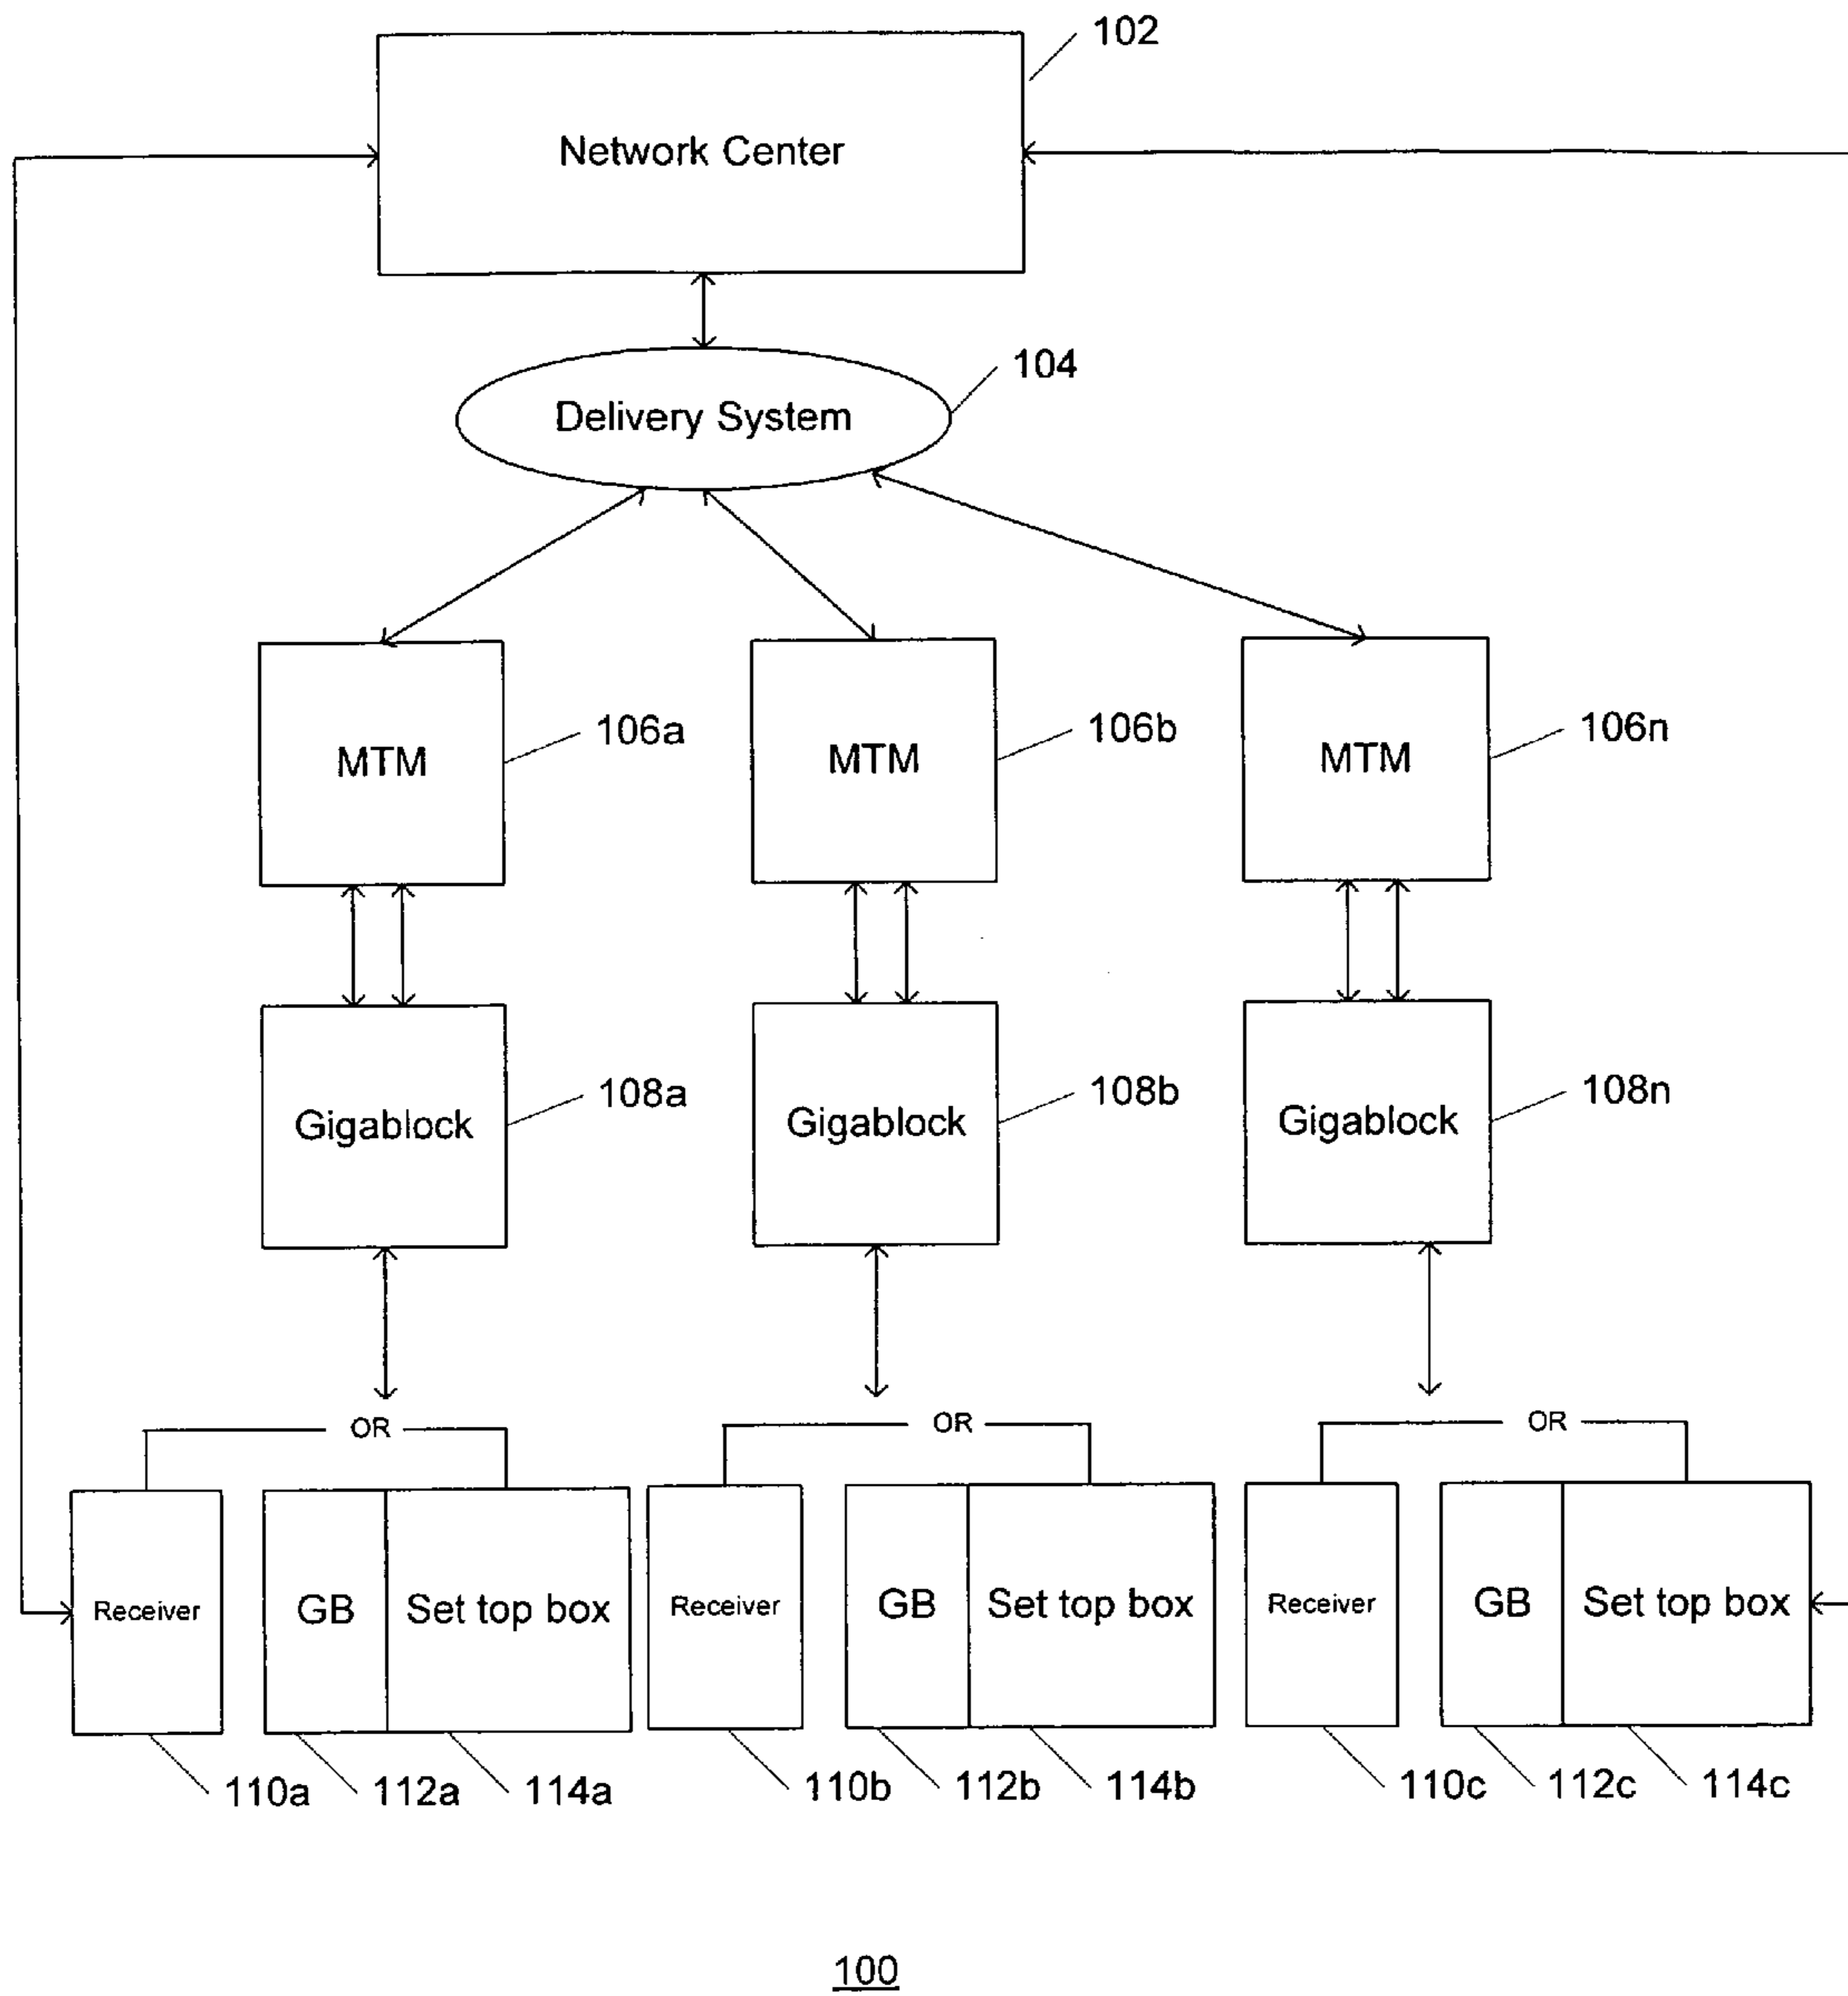 102
Network Center
104
Delivery System
106a
106b
106n
MTM
MTM
MTM
108a
108b
108n
Gigablock
Gigablock
Gigablock
OR
OR
OR
Receiver
GB
Set top box
Receiver
GB
Set top box
Receiver
GB
Set top box
110a
112a
114a
110b
112b
114b
110c
112c
114c
100